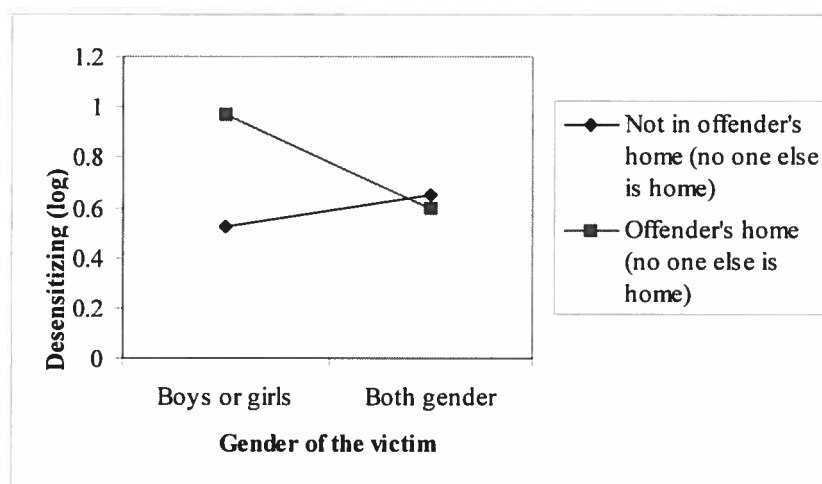 1.2
1
0.8
0.6
0.4
0.2
0
Desensitizing (log)
Boys or girls
Both gender
Gender of the victim
Not in offender's
home (no one else
is home)
Offender's home
(no one else is
home)